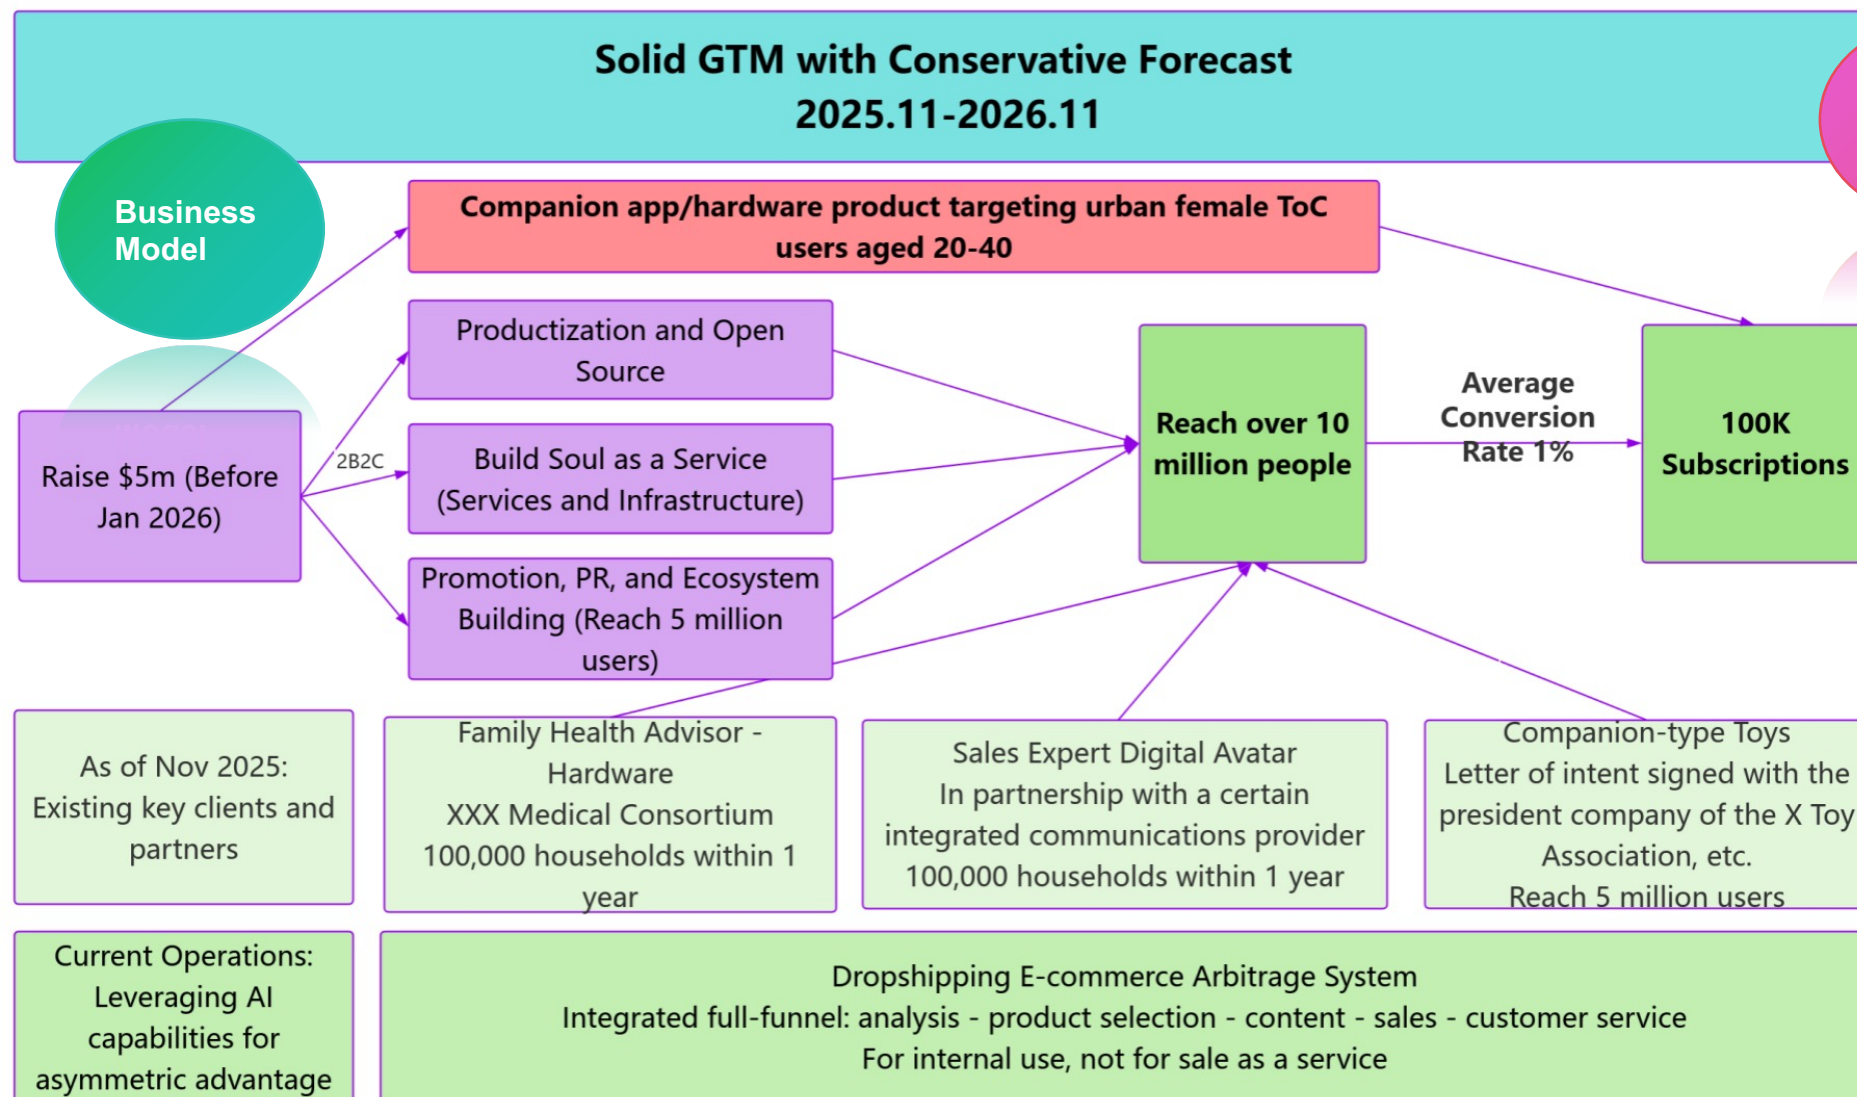 Solid GTM with Conservative Forecast
2025.11-2026.11
Business
Model
Companion app/hardware product targeting urban female ToC
users aged 20-40
Productization and Open
Source
2B2C
Build Soul as a Service
(Services and Infrastructure)
Promotion, PR, and Ecosystem
Building (Reach 5 million
users)
Raise $5m (Before
Jan 2026)
Reach over 10
million people
Average
Conversion
Rate 1%
100K
Subscriptions
As of Nov 2025:
Existing key clients and
partners
Family Health Advisor -
Hardware
XXX Medical Consortium
100,000 households within 1
year
Sales Expert Digital Avatar
In partnership with a certain
integrated communications provider
100,000 households within 1 year
Companion-type Toys
Letter of intent signed with the
president company of the X Toy
Association, etc.
Reach 5 million users
Current Operations:
Leveraging AI
capabilities for
asymmetric advantage
Dropshipping E-commerce Arbitrage System
Integrated full-funnel: analysis - product selection - content - sales - customer service
For internal use, not for sale as a service